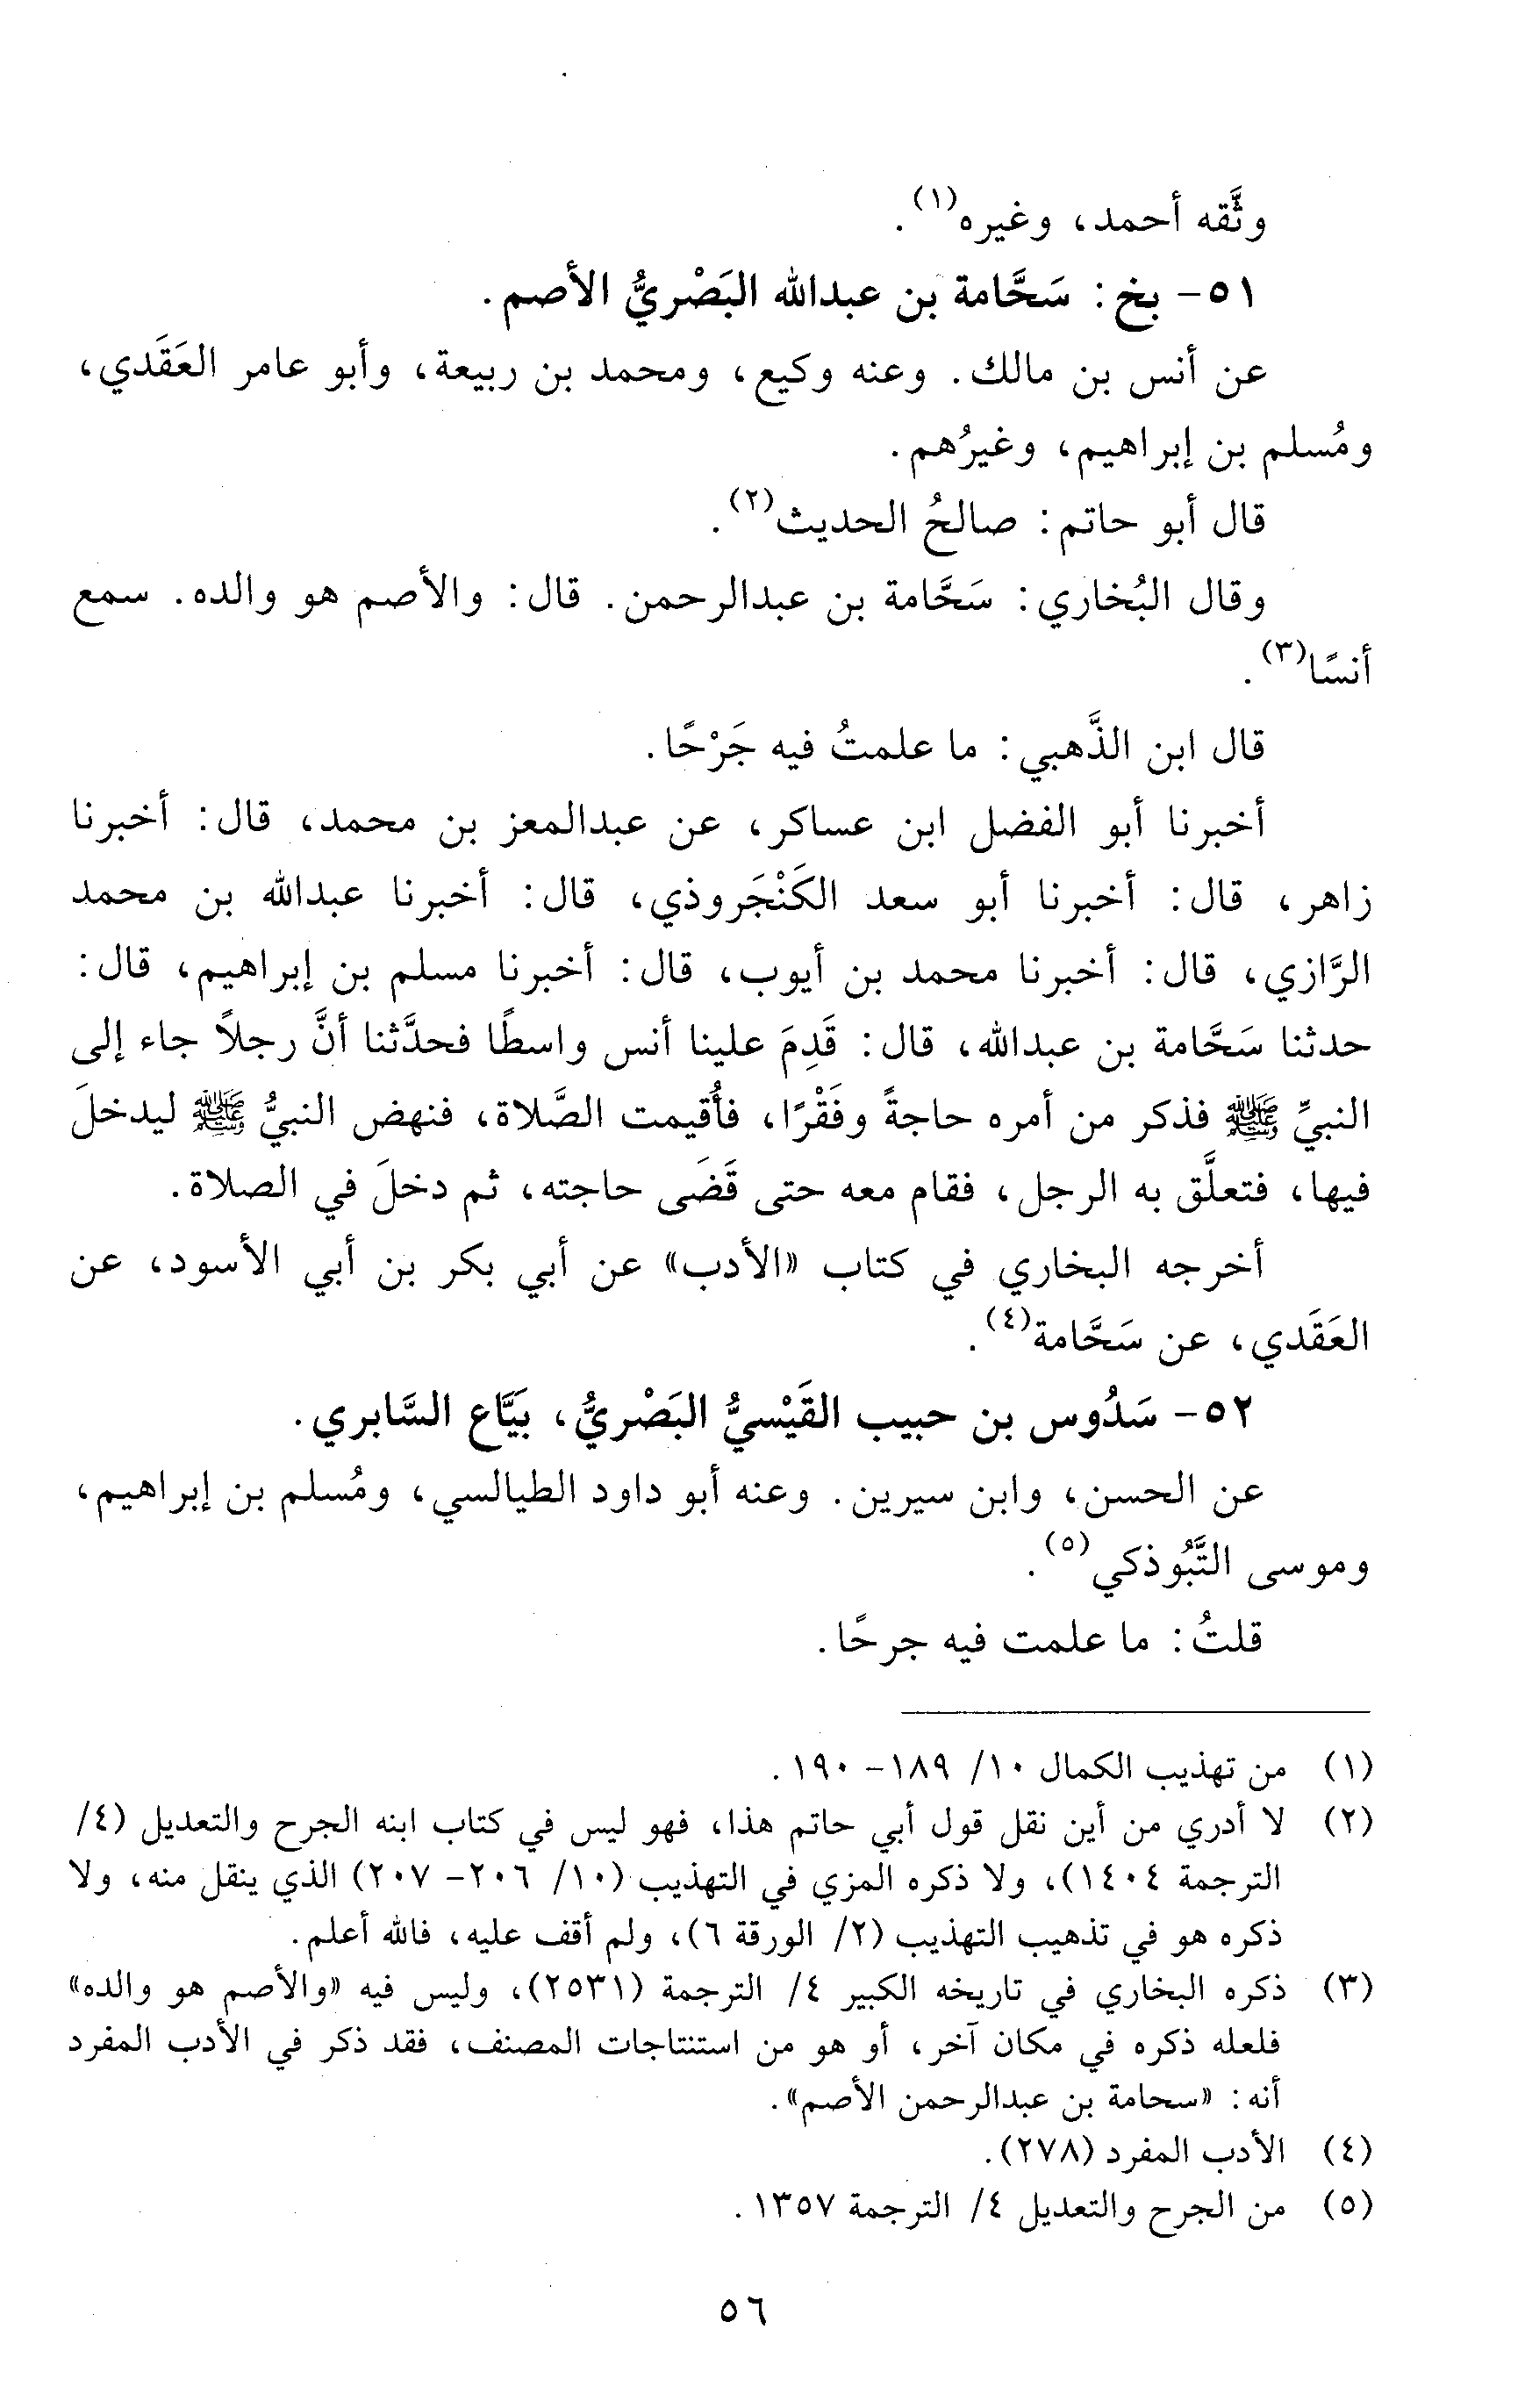 وثَّقه أحمد، وغيره(١).
٥١- بخ: سَحَّامة بن عبدالله البَصْريُّ الأصم.
عن أنس بن مالك. وعنه وكيع، ومحمد بن ربيعة، وأبو عامر العَقَدي،
ومُسلم بن إبراهيم، وغيرُهم.
قال أبو حاتم: صالحُ الحديث(٢).
وقال البُخاري: سَحَّامة بن عبدالرحمن. قال: والأصم هو والده. سمع
أنسًا(٣).
قال ابن الذَّهبي: ما علمتُ فيه جَرْحًا.
أخبرنا أبو الفضل ابن عساكر، عن عبدالمعز بن محمد، قال: أخبرنا
زاهر، قال: أخبرنا أبو سعد الكَنْجَروذي، قال: أخبرنا عبدالله بن محمد
الرَّازي، قال: أخبرنا محمد بن أيوب، قال: أخبرنا مسلم بن إبراهيم، قال:
حدثنا سَحَّامة بن عبدالله، قال: قَدِمَ علينا أنس واسطًا فحدَّثنا أنَّ رجلاً جاء إلى
النبيِّ ﷺ فذكر من أمره حاجةً وفَقْرًا، فأُقيمت الصَّلاة، فنهض النبيُّ ﷺ ليدخلَ
فيها، فتعلَّق به الرجل، فقام معه حتى قَضَى حاجته، ثم دخلَ في الصلاة.
أخرجه البخاري في كتاب «الأدب» عن أبي بكر بن أبي الأسود، عن
العَقَدي، عن سَحَّامة(٤).
٥٢- سَدُوس بن حبيب القَيْسيُّ البَصْريُّ، بَيَّاع السَّابري.
عن الحسن، وابن سيرين. وعنه أبو داود الطيالسي، ومُسلم بن إبراهيم،
وموسى التَّبُوذكي(٥).
قلتُ: ما علمت فيه جرحًا.
(١) من تهذيب الكمال ١٠/ ١٨٩- ١٩٠.
(٢) لا أدري من أين نقل قول أبي حاتم هذا، فهو ليس في كتاب ابنه الجرح والتعديل (٤/
الترجمة ١٤٠٤)، ولا ذكره المزي في التهذيب (١٠/ ٢٠٦- ٢٠٧) الذي ينقل منه، ولا
ذكره هو في تذهيب التهذيب (٢/ الورقة ٦)، ولم أقف عليه، فالله أعلم.
(٣) ذكره البخاري في تاريخه الكبير ٤/ الترجمة (٢٥٣١)، وليس فيه «والأصم هو والده»
فلعله ذكره في مكان آخر، أو هو من استنتاجات المصنف، فقد ذكر في الأدب المفرد
أنه: «سحامة بن عبدالرحمن الأصم».
(٤) الأدب المفرد (٢٧٨).
(٥) من الجرح والتعديل ٤/ الترجمة ١٣٥٧.
٥٦